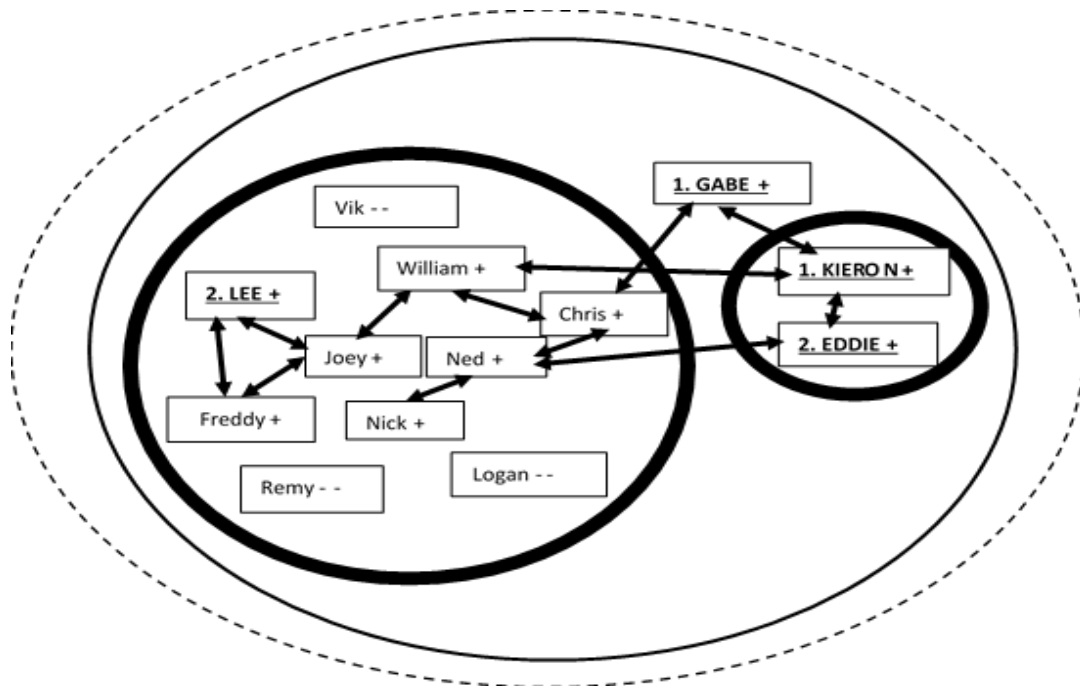 1. GABE +
Vik - -
William +
1. KIERO N +
2. LEE +
Chris +
2. EDDIE +
Joey +
Ned +
Freddy +
Nick +
Logan - -
Remy - -